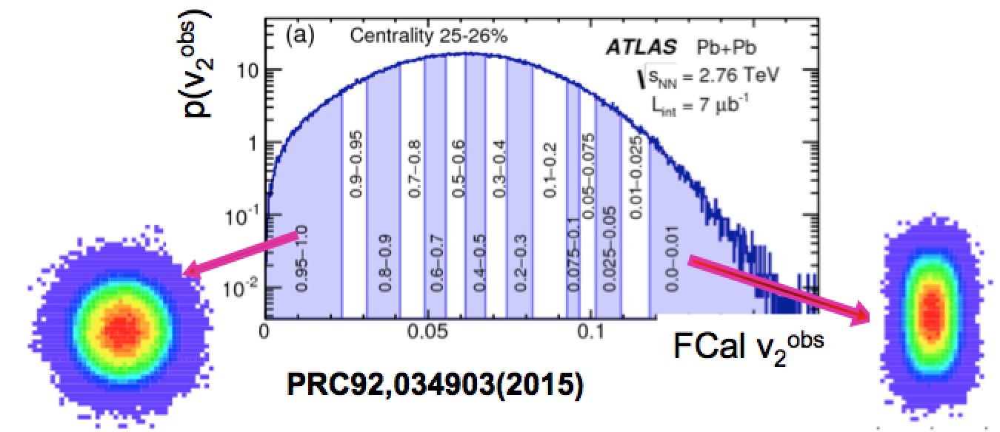 p(v₂ᵒᵇˢ)
(a) Centrality 25-26%
ATLAS Pb+Pb
√sNN = 2.76 TeV
Lint = 7 μb⁻¹
10
1
10⁻¹
10⁻²
0.95–1.0
0.9–0.95
0.8–0.9
0.7–0.8
0.6–0.7
0.5–0.6
0.4–0.5
0.3–0.4
0.2–0.3
0.1–0.2
0.075–0.1
0.05–0.075
0.025–0.05
0.01–0.025
0.0–0.01
0 0.05 0.1
FCal v₂ᵒᵇˢ
PRC92,034903(2015)